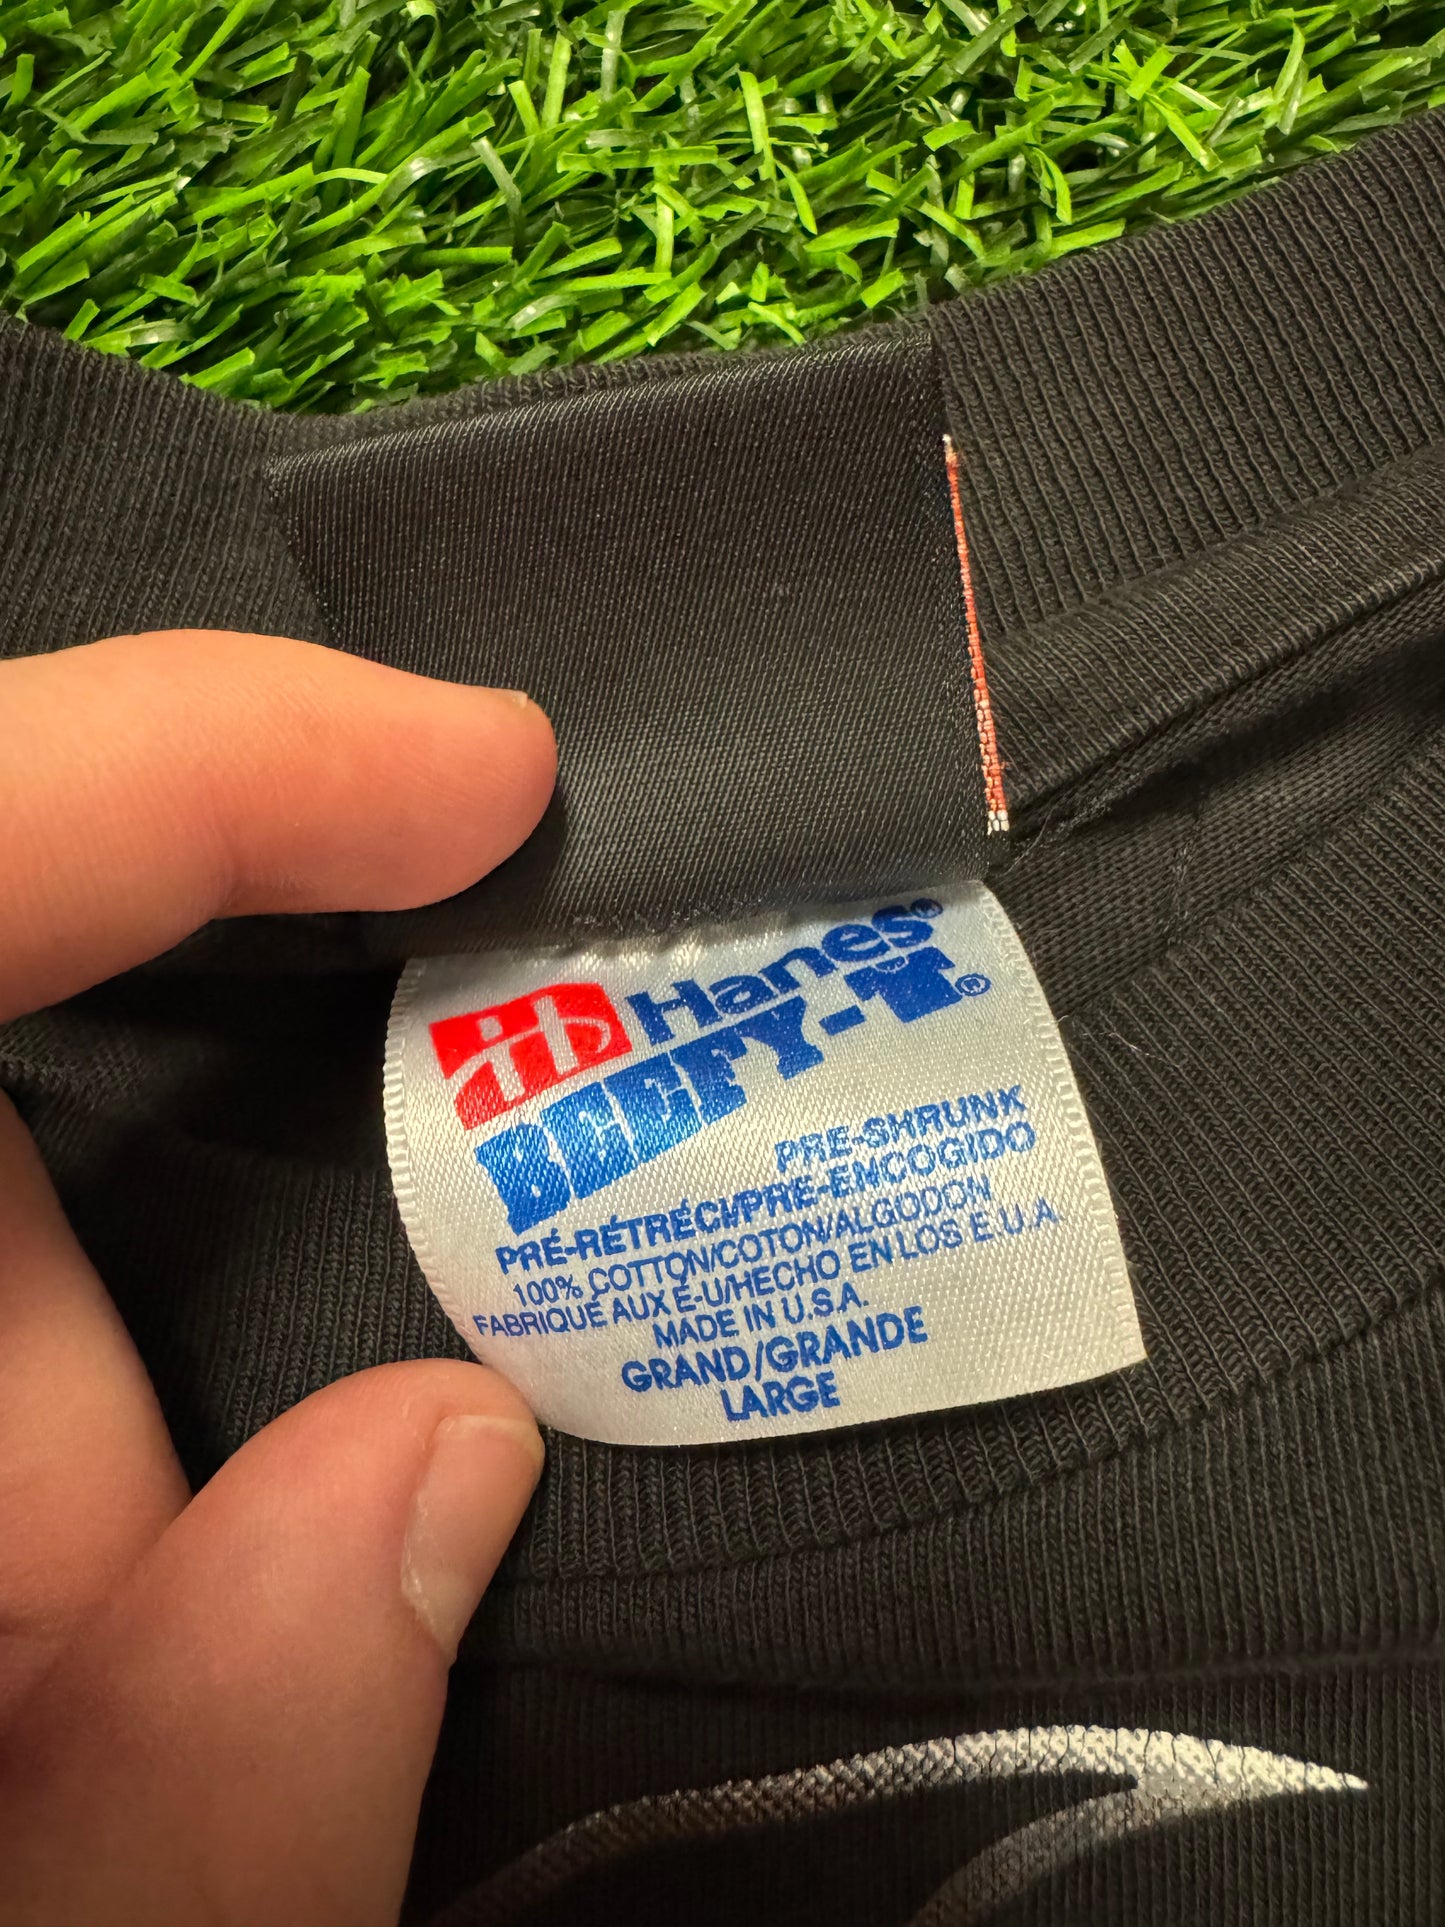 Hanes®
BEEFY-T®
PRE-SHRUNK
PRÉ-RÉTRÉCI/PRE-ENCOGIDO
100% COTTON/COTON/ALGODON
FABRIQUE AUX E-U/HECHO EN LOS E.U.A.
MADE IN U.S.A.
GRAND/GRANDE
LARGE